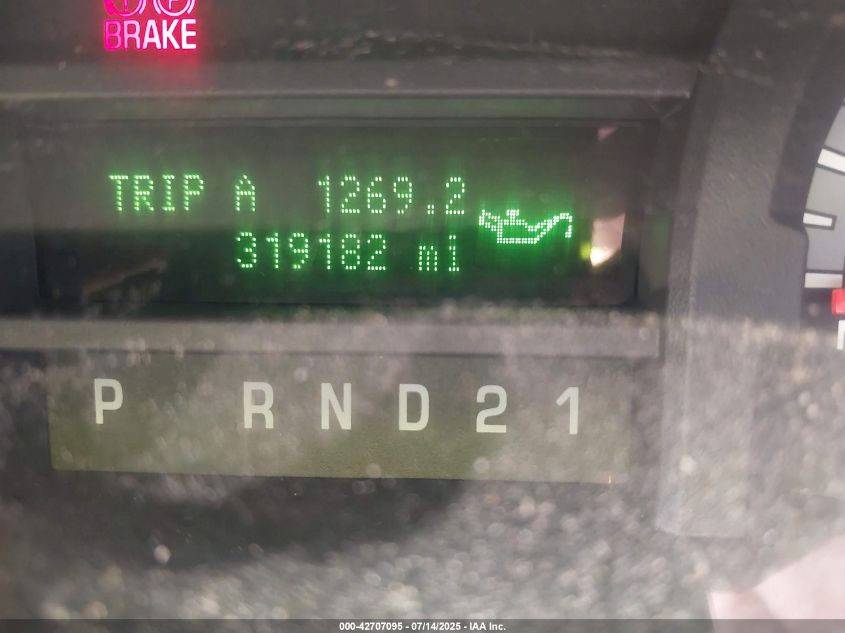 BRAKE
TRIP A 1269.2
319182 mi
P R N D 2 1
000-42707095 - 07/14/2025 - IAA Inc.